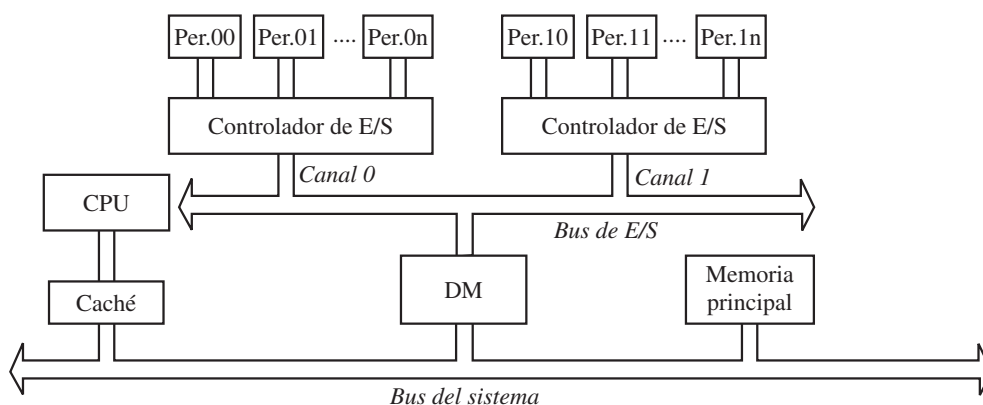 Per.00 Per.01 .... Per.0n Per.10 Per.11 .... Per.1n
Controlador de E/S Controlador de E/S
Canal 0 Canal 1
CPU
Bus de E/S
Caché
DM
Memoria
principal
Bus del sistema